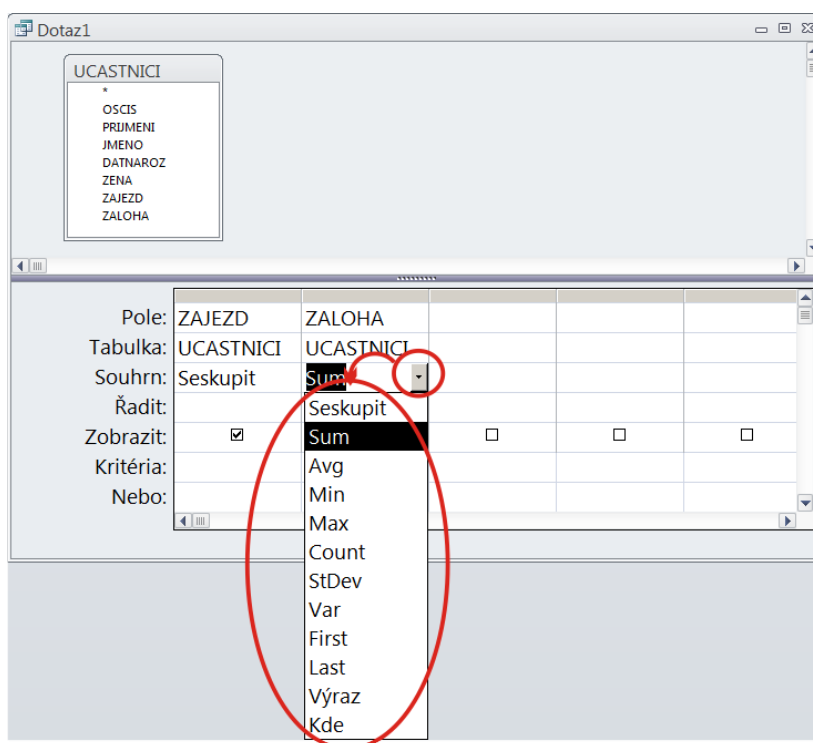 Dotaz1
UCASTNICI
*
OSCIS
PRIJMENI
JMENO
DATNAROZ
ZENA
ZAJEZD
ZALOHA
Pole: ZAJEZD ZALOHA
Tabulka: UCASTNICI UCASTNICI
Souhrn: Seskupit Sum
Řadit: Seskupit
Zobrazit: Sum
Kritéria: Avg
Nebo: Min
Max
Count
StDev
Var
First
Last
Výraz
Kde